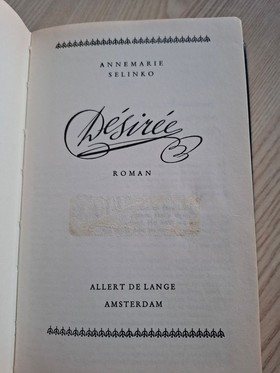 ANNEMARIE
SELINKO
Désirée
ROMAN
ALLERT DE LANGE
AMSTERDAM